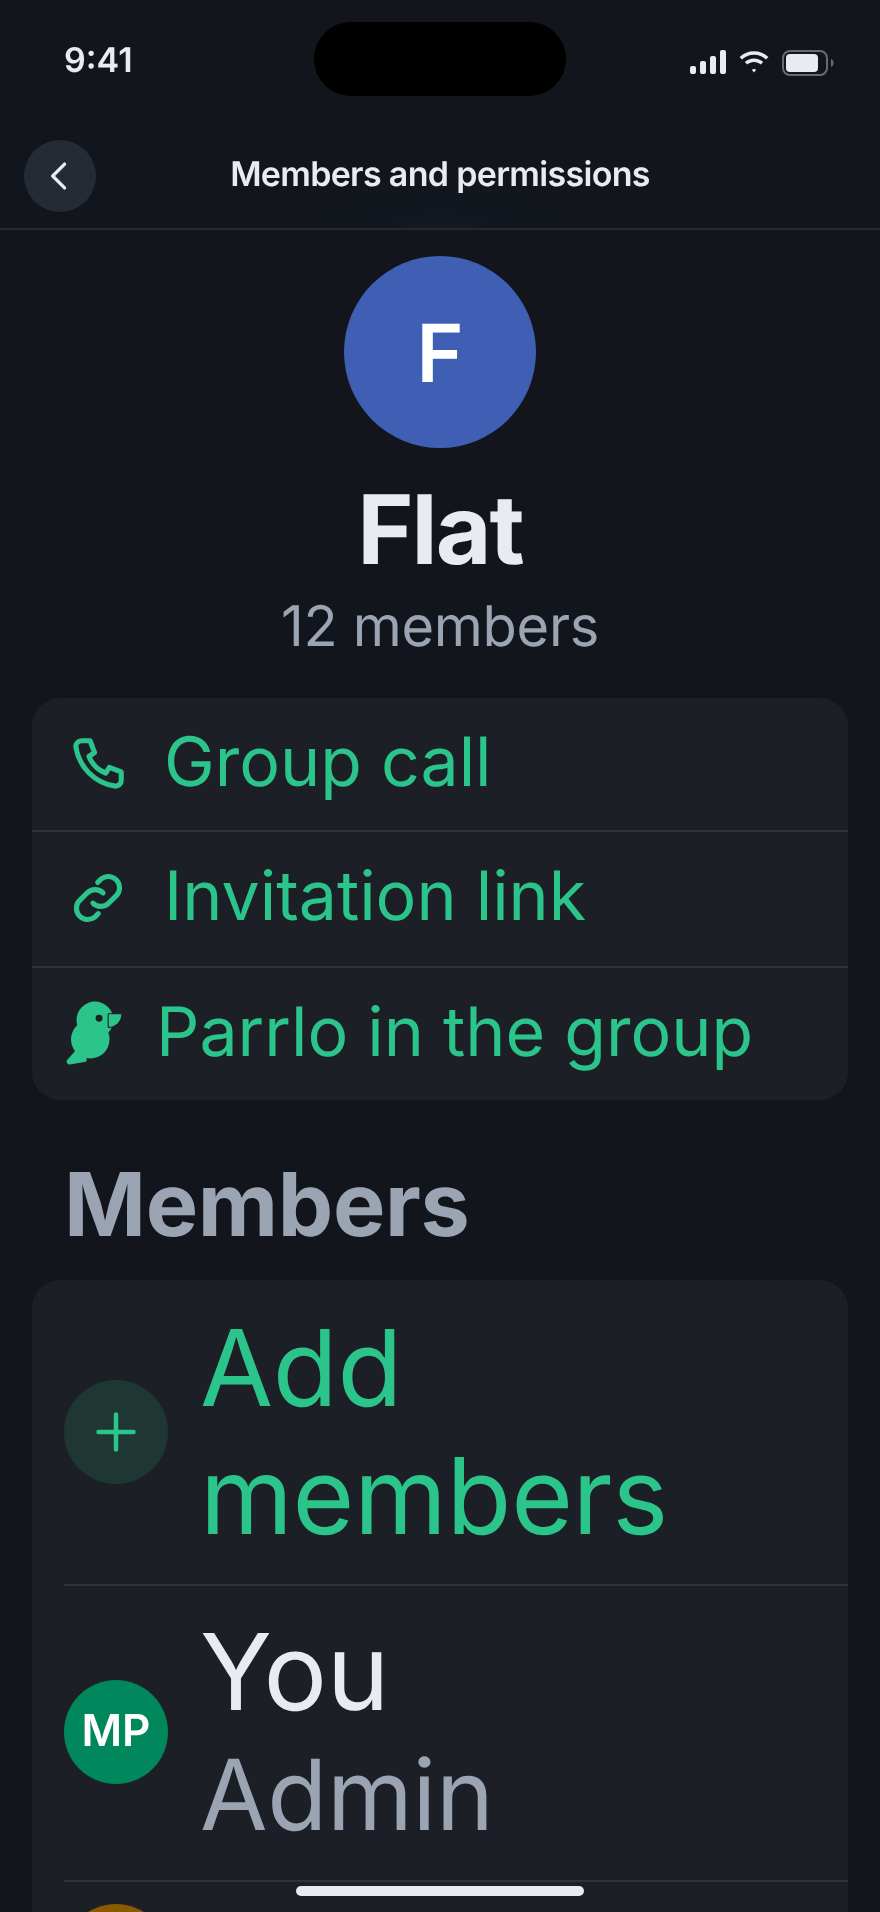 9:41
Members and permissions
F
Flat
12 members
Group call
Invitation link
Parrlo in the group
Members
Add
members
You
MP
Admin